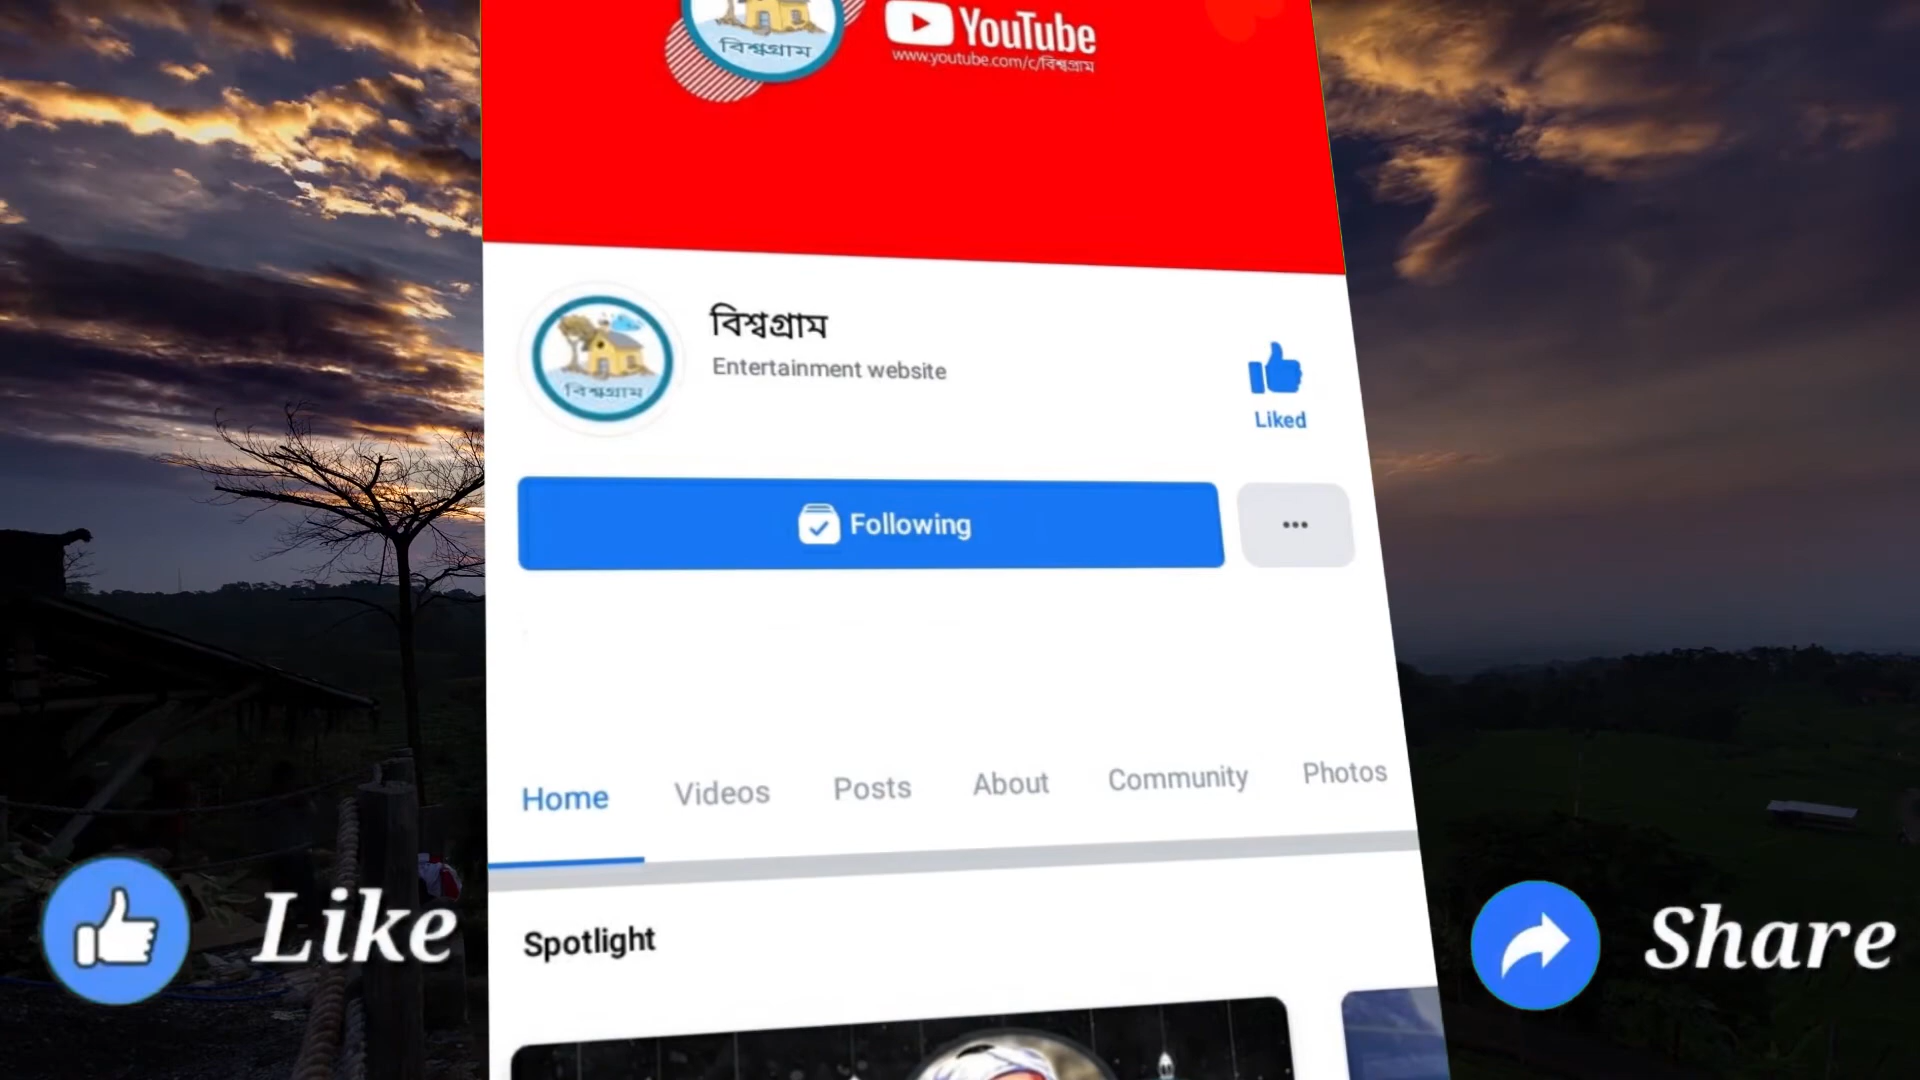 বিশ্বগ্রাম
YouTube
www.youtube.com/c/বিশ্বগ্রাম
বিশ্বগ্রাম
Entertainment website
বিশ্বগ্রাম
Liked
Following
Home Videos Posts About Community Photos
Spotlight
Like
Share